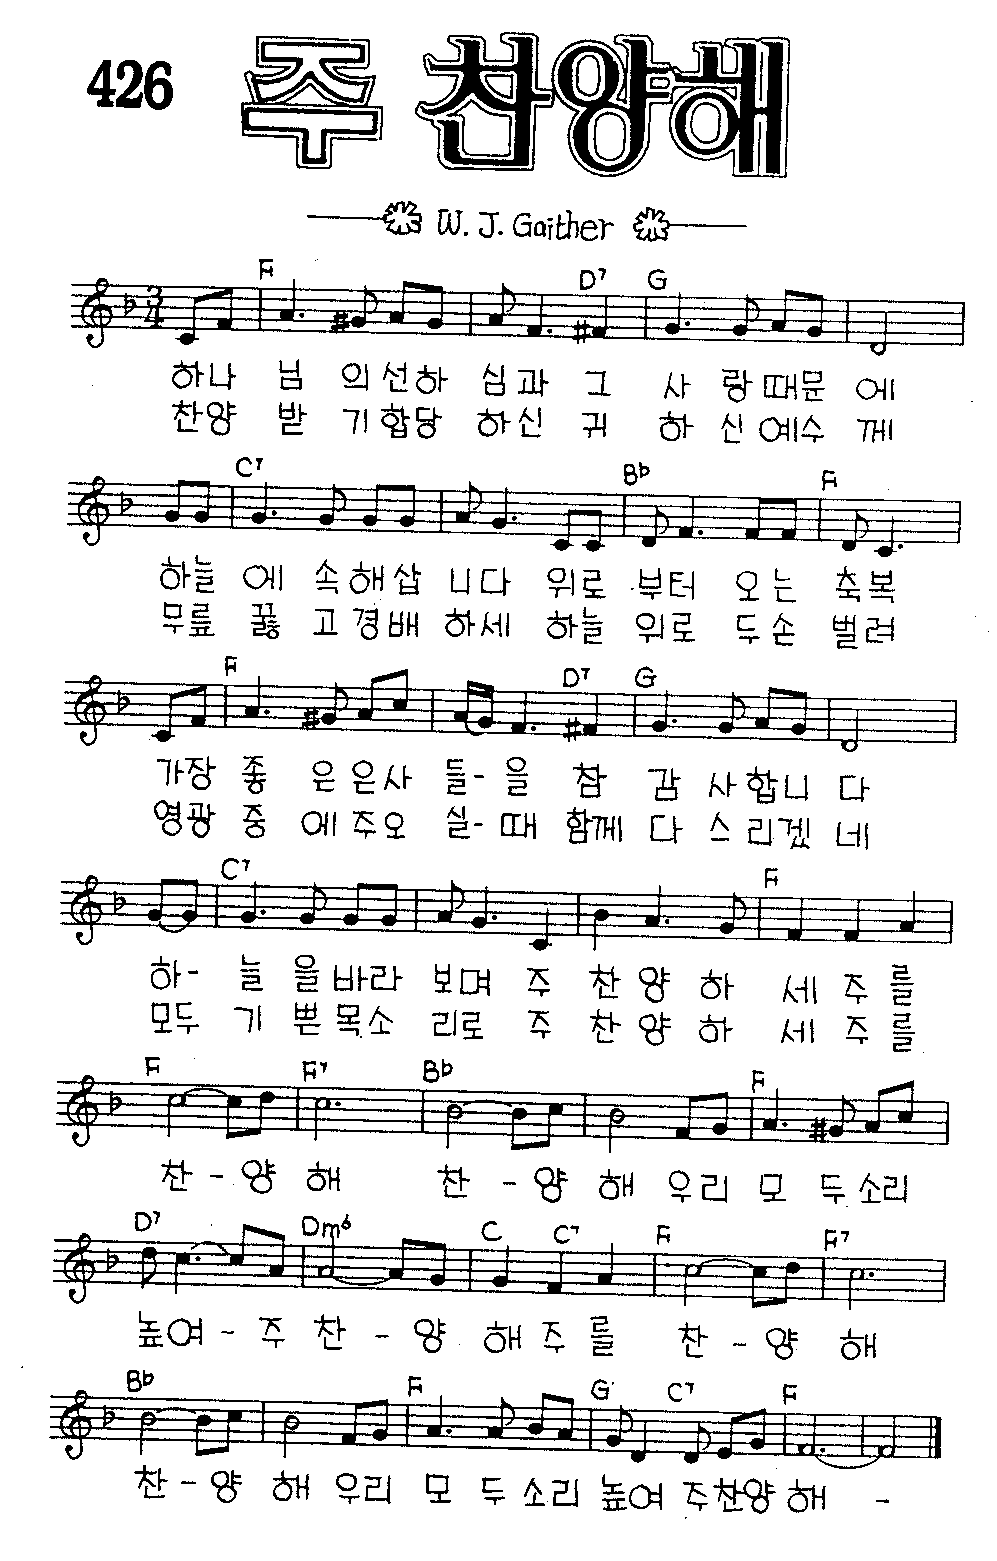 426 주 찬양해
W. J. Gaither
F D7 G
하나 님 의선하 심과 그 사 랑때문 에
찬양 받 기합당 하신 귀 하 신예수 께
C7 Bb F
하늘 에 속해삽 니다 위로 부터 오는 축복
무릎 꿇 고경배 하세 하늘 위로 두손 벌려
F D7 G
가장 좋 은은사 들-을 참 감 사합니 다
영광 중 에주오 실-때 함께 다 스리겠 네
C7 F
하- 늘 을바라 보며 주 찬 양 하 세 주 를
모두 기 쁜목소 리로 주 찬 양 하 세 주 를
F F7 Bb F
찬 - 양 해 찬 - 양 해 우리 모 두소리
D7 Dm6 C C7 F F7
높여 - 주 찬 - 양 해 주 를 찬 - 양 해
Bb F G C7 F
찬 - 양 해 우리 모 두 소리 높여 주찬양 해 -